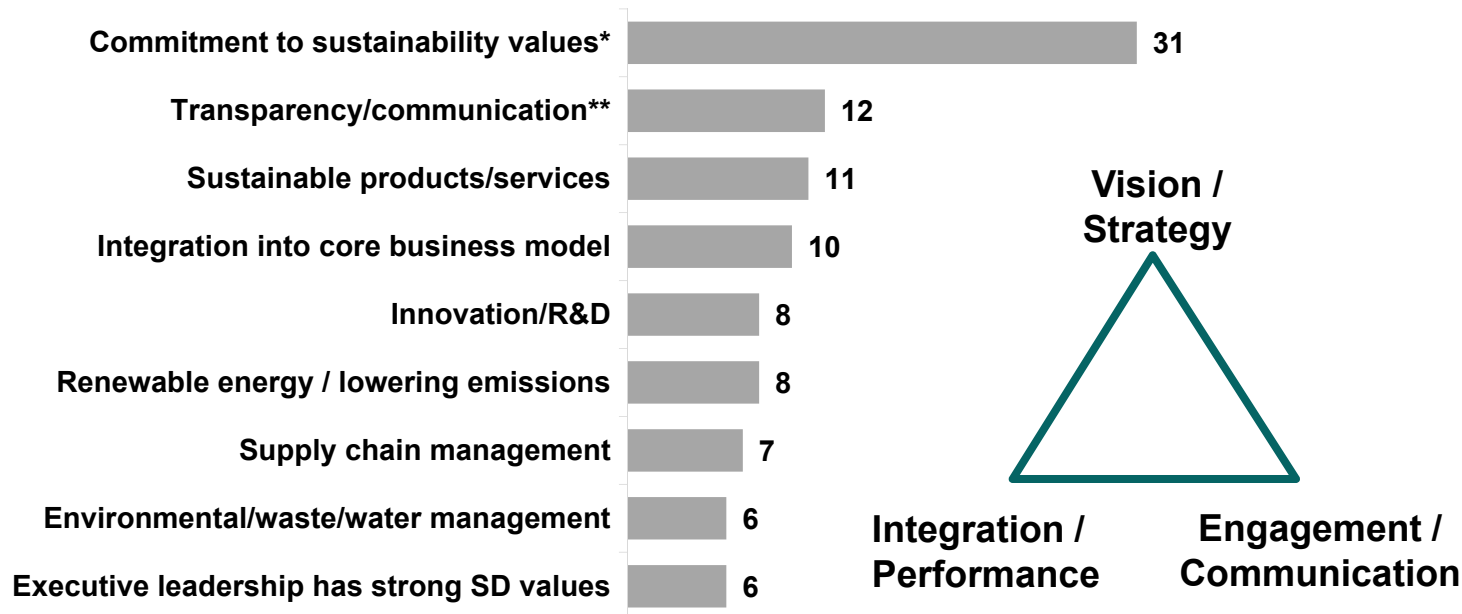 Commitment to sustainability values* 31
Transparency/communication** 12
Sustainable products/services 11
Integration into core business model 10
Innovation/R&D 8
Renewable energy / lowering emissions 8
Supply chain management 7
Environmental/waste/water management 6
Executive leadership has strong SD values 6
Vision /
Strategy
Integration /
Performance
Engagement /
Communication